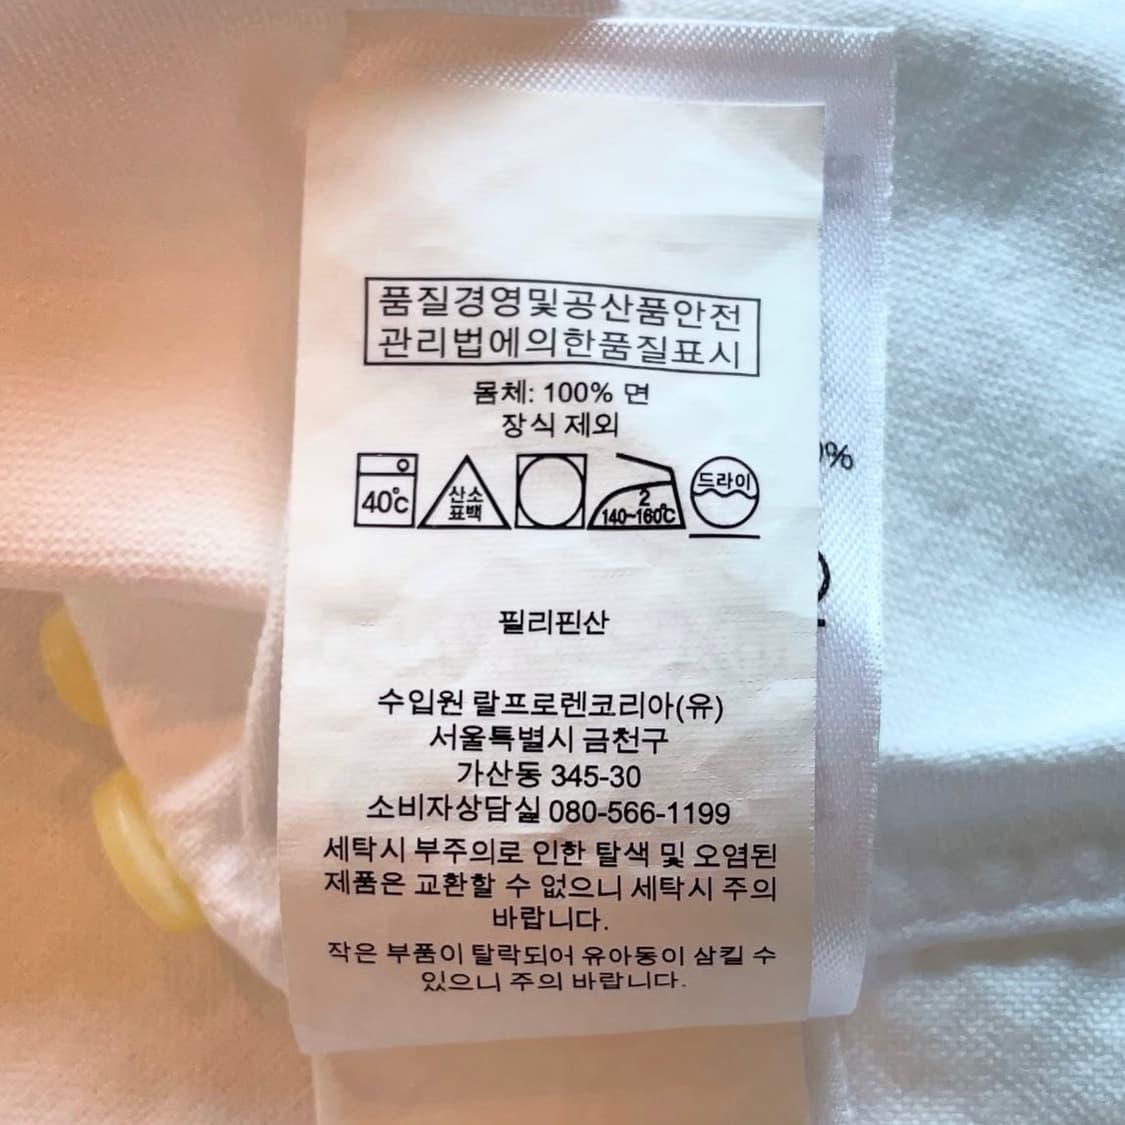 품질경영및공산품안전
관리법에의한품질표시
몸체: 100% 면
장식 제외
40℃
산소
표백
2
140~160℃
드라이
필리핀산
수입원 랄프로렌코리아(유)
서울특별시 금천구
가산동 345-30
소비자상담실 080-566-1199
세탁시 부주의로 인한 탈색 및 오염된
제품은 교환할 수 없으니 세탁시 주의
바랍니다.
작은 부품이 탈락되어 유아동이 삼킬 수
있으니 주의 바랍니다.